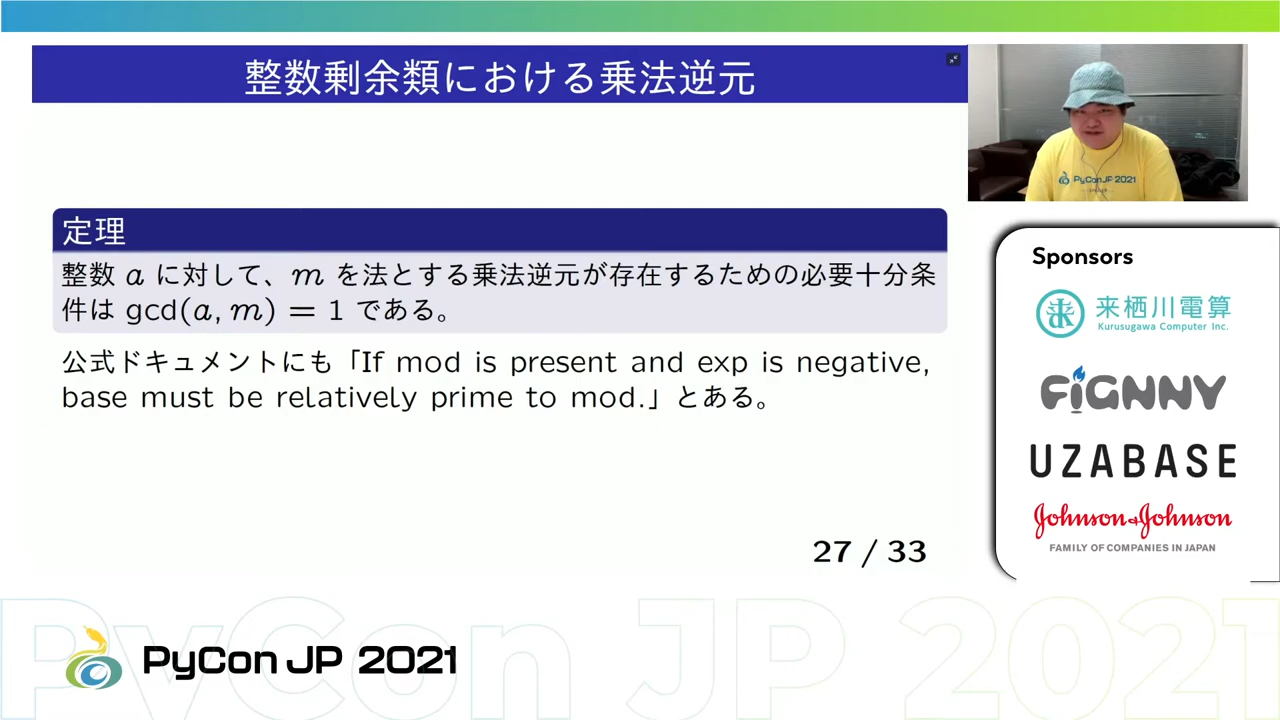 整数剰余類における乗法逆元
定理
整数 a に対して、m を法とする乗法逆元が存在するための必要十分条
件は gcd(a, m) = 1 である。
公式ドキュメントにも「If mod is present and exp is negative,
base must be relatively prime to mod.」とある。
27 / 33
PyCon JP 2021
Sponsors
来栖川電算
Kurusugawa Computer Inc.
FiGNNY
UZABASE
Johnson & Johnson
FAMILY OF COMPANIES IN JAPAN
PyCon JP 2021
PyCon JP 2021